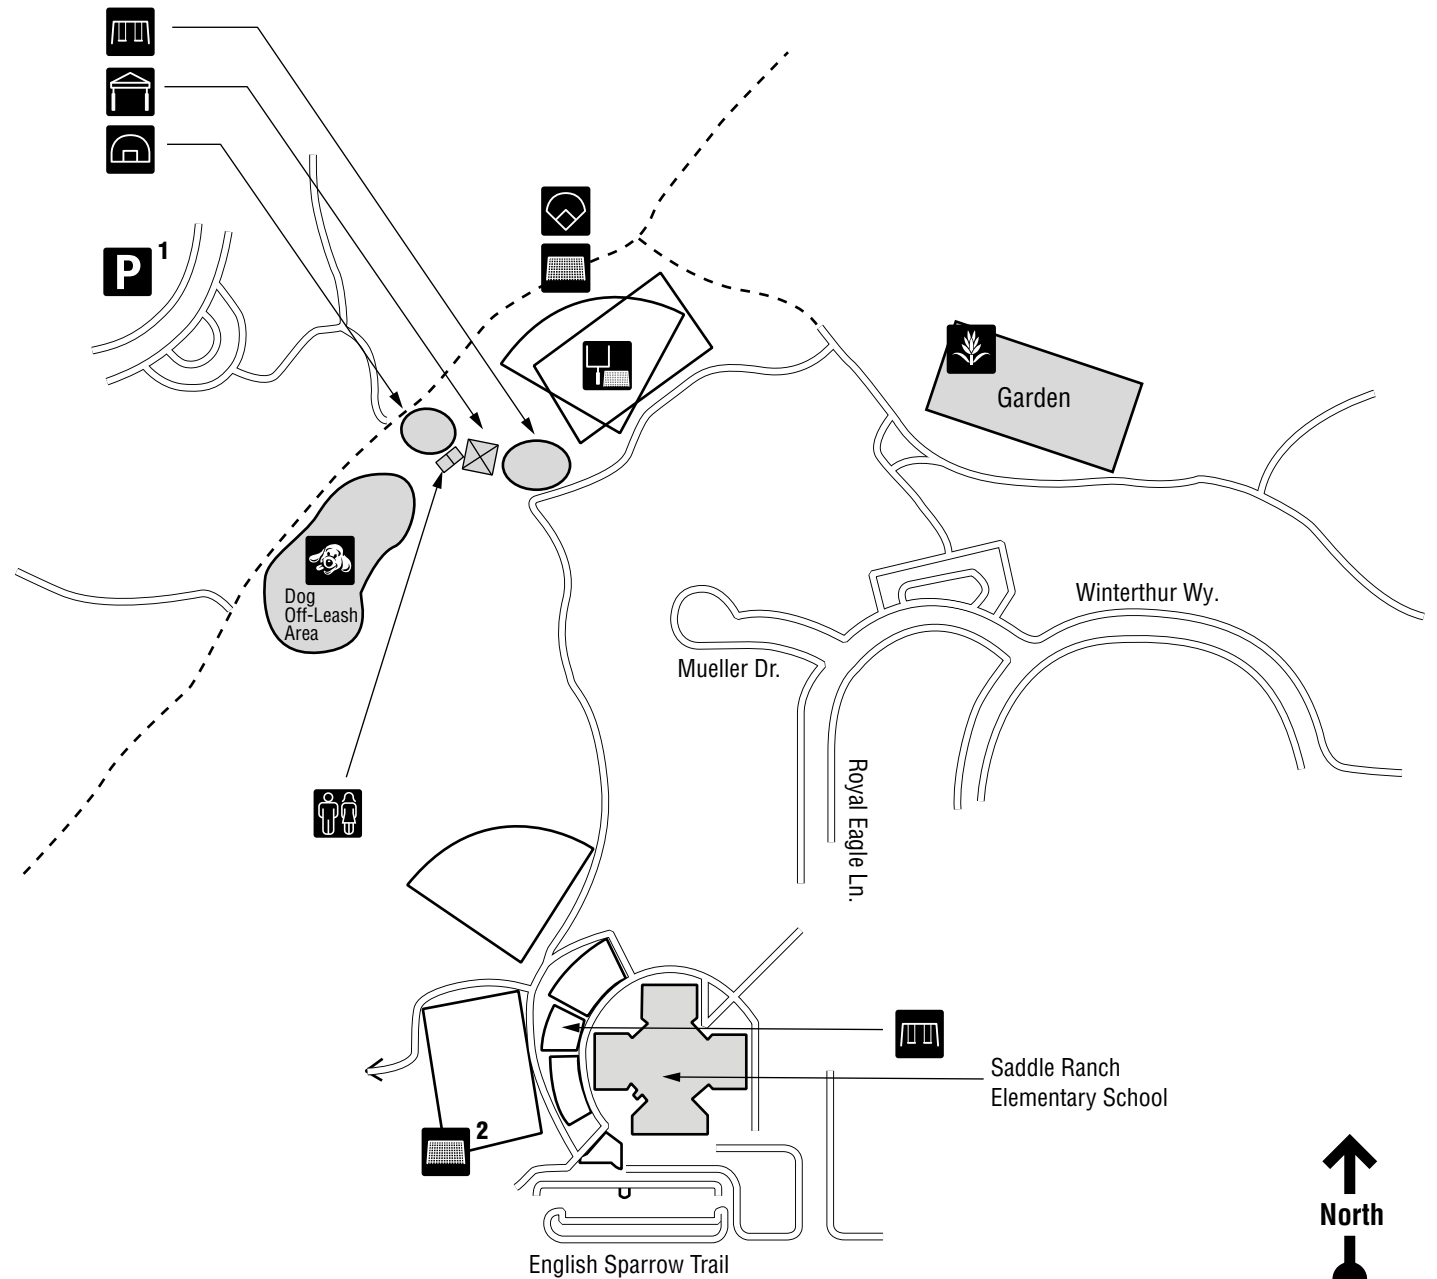 P 1
Garden
Dog
Off-Leash
Area
Winterthur Wy.
Mueller Dr.
Royal Eagle Ln.
Saddle Ranch
Elementary School
2
North
English Sparrow Trail